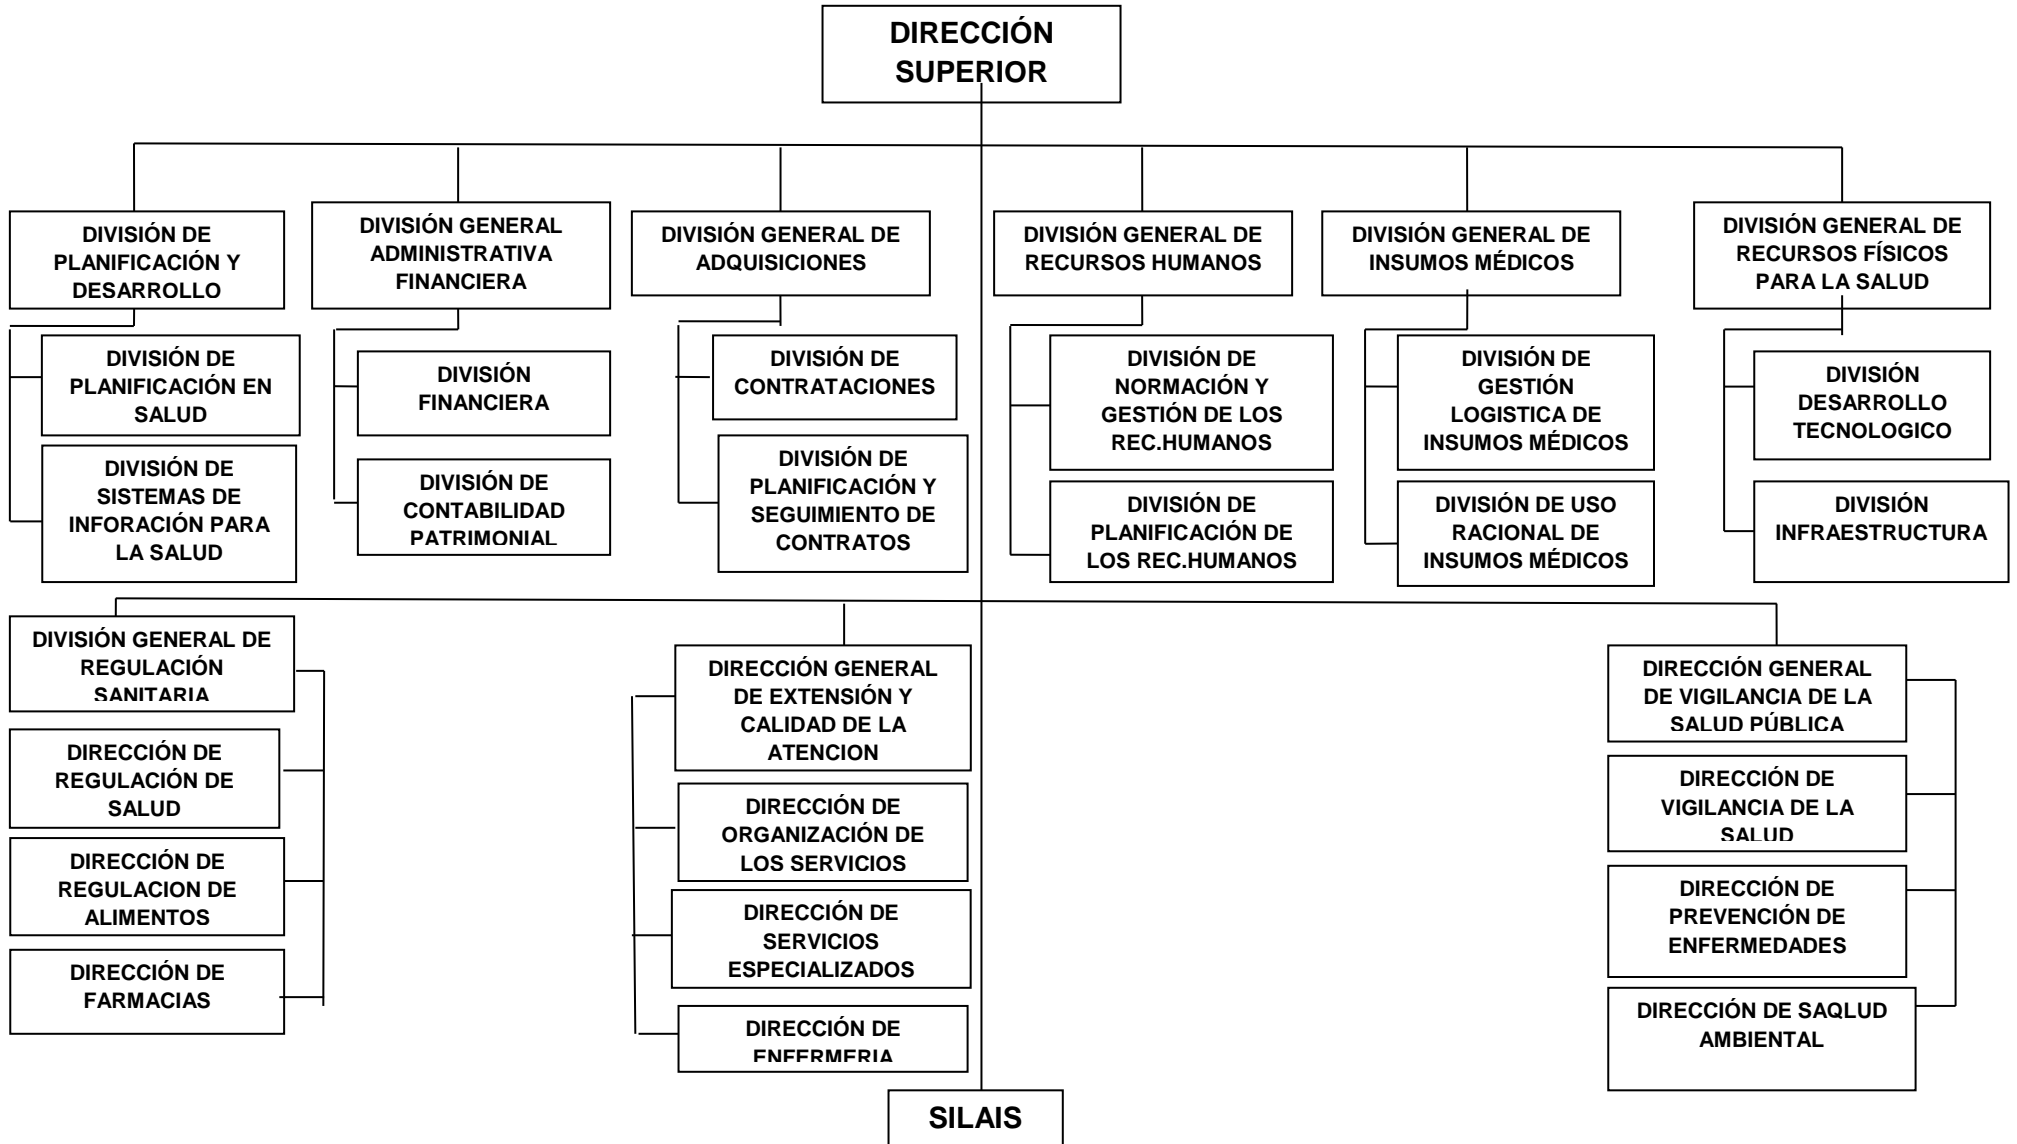 DIRECCIÓN
SUPERIOR
DIVISIÓN DE
PLANIFICACIÓN Y
DESARROLLO
DIVISIÓN GENERAL
ADMINISTRATIVA
FINANCIERA
DIVISIÓN GENERAL DE
ADQUISICIONES
DIVISIÓN GENERAL DE
RECURSOS HUMANOS
DIVISIÓN GENERAL DE
INSUMOS MÉDICOS
DIVISIÓN GENERAL DE
RECURSOS FÍSICOS
PARA LA SALUD
DIVISIÓN DE
PLANIFICACIÓN EN
SALUD
DIVISIÓN
FINANCIERA
DIVISIÓN DE
CONTRATACIONES
DIVISIÓN DE
NORMACIÓN Y
GESTIÓN DE LOS
REC.HUMANOS
DIVISIÓN DE
GESTIÓN
LOGISTICA DE
INSUMOS MÉDICOS
DIVISIÓN
DESARROLLO
TECNOLOGICO
DIVISIÓN DE
SISTEMAS DE
INFORACIÓN PARA
LA SALUD
DIVISIÓN DE
CONTABILIDAD
PATRIMONIAL
DIVISIÓN DE
PLANIFICACIÓN Y
SEGUIMIENTO DE
CONTRATOS
DIVISIÓN DE
PLANIFICACIÓN DE
LOS REC.HUMANOS
DIVISIÓN DE USO
RACIONAL DE
INSUMOS MÉDICOS
DIVISIÓN
INFRAESTRUCTURA
DIVISIÓN GENERAL DE
REGULACIÓN
SANITARIA
DIRECCIÓN DE
REGULACIÓN DE
SALUD
DIRECCIÓN DE
REGULACION DE
ALIMENTOS
DIRECCIÓN DE
FARMACIAS
DIRECCIÓN GENERAL
DE EXTENSIÓN Y
CALIDAD DE LA
ATENCION
DIRECCIÓN DE
ORGANIZACIÓN DE
LOS SERVICIOS
DIRECCIÓN DE
SERVICIOS
ESPECIALIZADOS
DIRECCIÓN DE
ENFERMERIA
DIRECCIÓN GENERAL
DE VIGILANCIA DE LA
SALUD PÚBLICA
DIRECCIÓN DE
VIGILANCIA DE LA
SALUD
DIRECCIÓN DE
PREVENCIÓN DE
ENFERMEDADES
DIRECCIÓN DE SAQLUD
AMBIENTAL
SILAIS